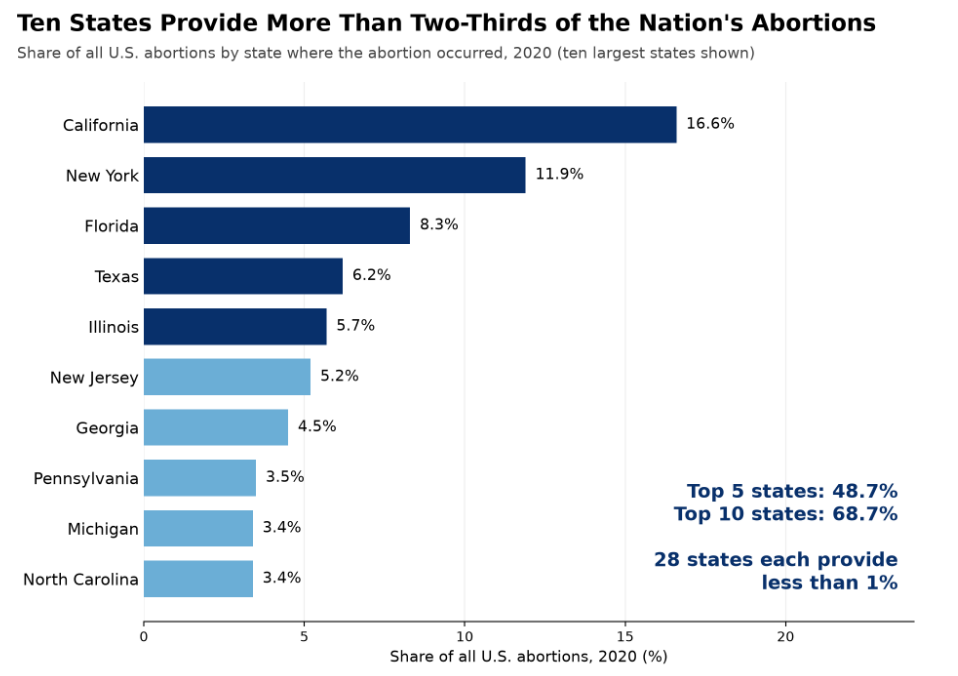 Ten States Provide More Than Two-Thirds of the Nation's Abortions
Share of all U.S. abortions by state where the abortion occurred, 2020 (ten largest states shown)
California 16.6%
New York 11.9%
Florida 8.3%
Texas 6.2%
Illinois 5.7%
New Jersey 5.2%
Georgia 4.5%
Pennsylvania 3.5%
Michigan 3.4%
North Carolina 3.4%
Top 5 states: 48.7%
Top 10 states: 68.7%
28 states each provide
less than 1%
0 5 10 15 20
Share of all U.S. abortions, 2020 (%)